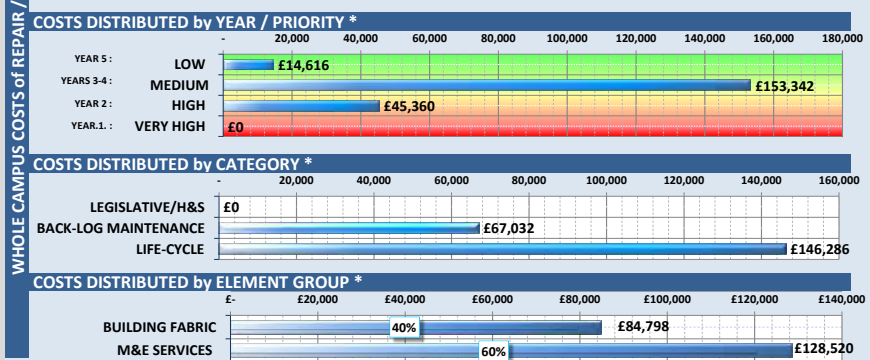 WHOLE CAMPUS COSTS of REPAIR /
COSTS DISTRIBUTED by YEAR / PRIORITY *
- 20,000 40,000 60,000 80,000 100,000 120,000 140,000 160,000 180,000
YEAR 5 : LOW £14,616
YEARS 3-4 : MEDIUM £153,342
YEAR 2 : HIGH £45,360
YEAR.1. : VERY HIGH £0
COSTS DISTRIBUTED by CATEGORY *
- 20,000 40,000 60,000 80,000 100,000 120,000 140,000 160,000
LEGISLATIVE/H&S £0
BACK-LOG MAINTENANCE £67,032
LIFE-CYCLE £146,286
COSTS DISTRIBUTED by ELEMENT GROUP *
£- £20,000 £40,000 £60,000 £80,000 £100,000 £120,000 £140,000
BUILDING FABRIC 40% £84,798
M&E SERVICES 60% £128,520